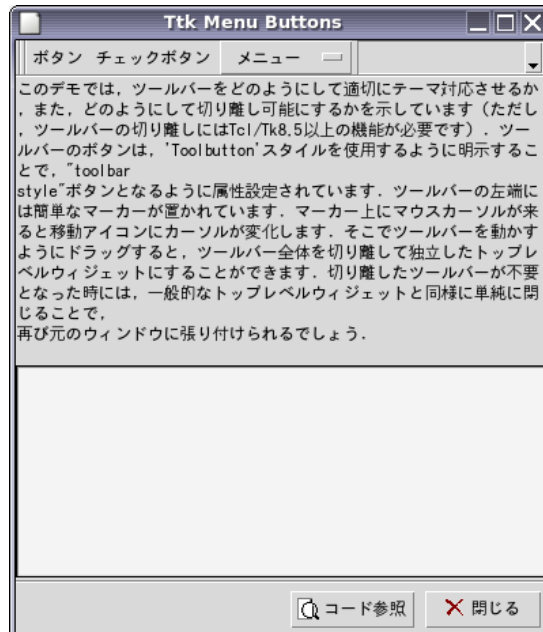 Ttk Menu Buttons
ボタン チェックボタン メニュー
このデモでは，ツールバーをどのようにして適切にテーマ対応させるか
，また，どのようにして切り離し可能にするかを示しています（ただし
，ツールバーの切り離しにはTcl/Tk8.5以上の機能が必要です）．ツー
ルバーのボタンは，'Toolbutton'スタイルを使用するように明示するこ
とで，"toolbar
style"ボタンとなるように属性設定されています．ツールバーの左端に
は簡単なマーカーが置かれています．マーカー上にマウスカーソルが来
ると移動アイコンにカーソルが変化します．そこでツールバーを動かす
ようにドラッグすると，ツールバー全体を切り離して独立したトップレ
ベルウィジェットにすることができます．切り離したツールバーが不要
となった時には，一般的なトップレベルウィジェットと同様に単純に閉
じることで，
再び元のウィンドウに張り付けられるでしょう．
コード参照 閉じる